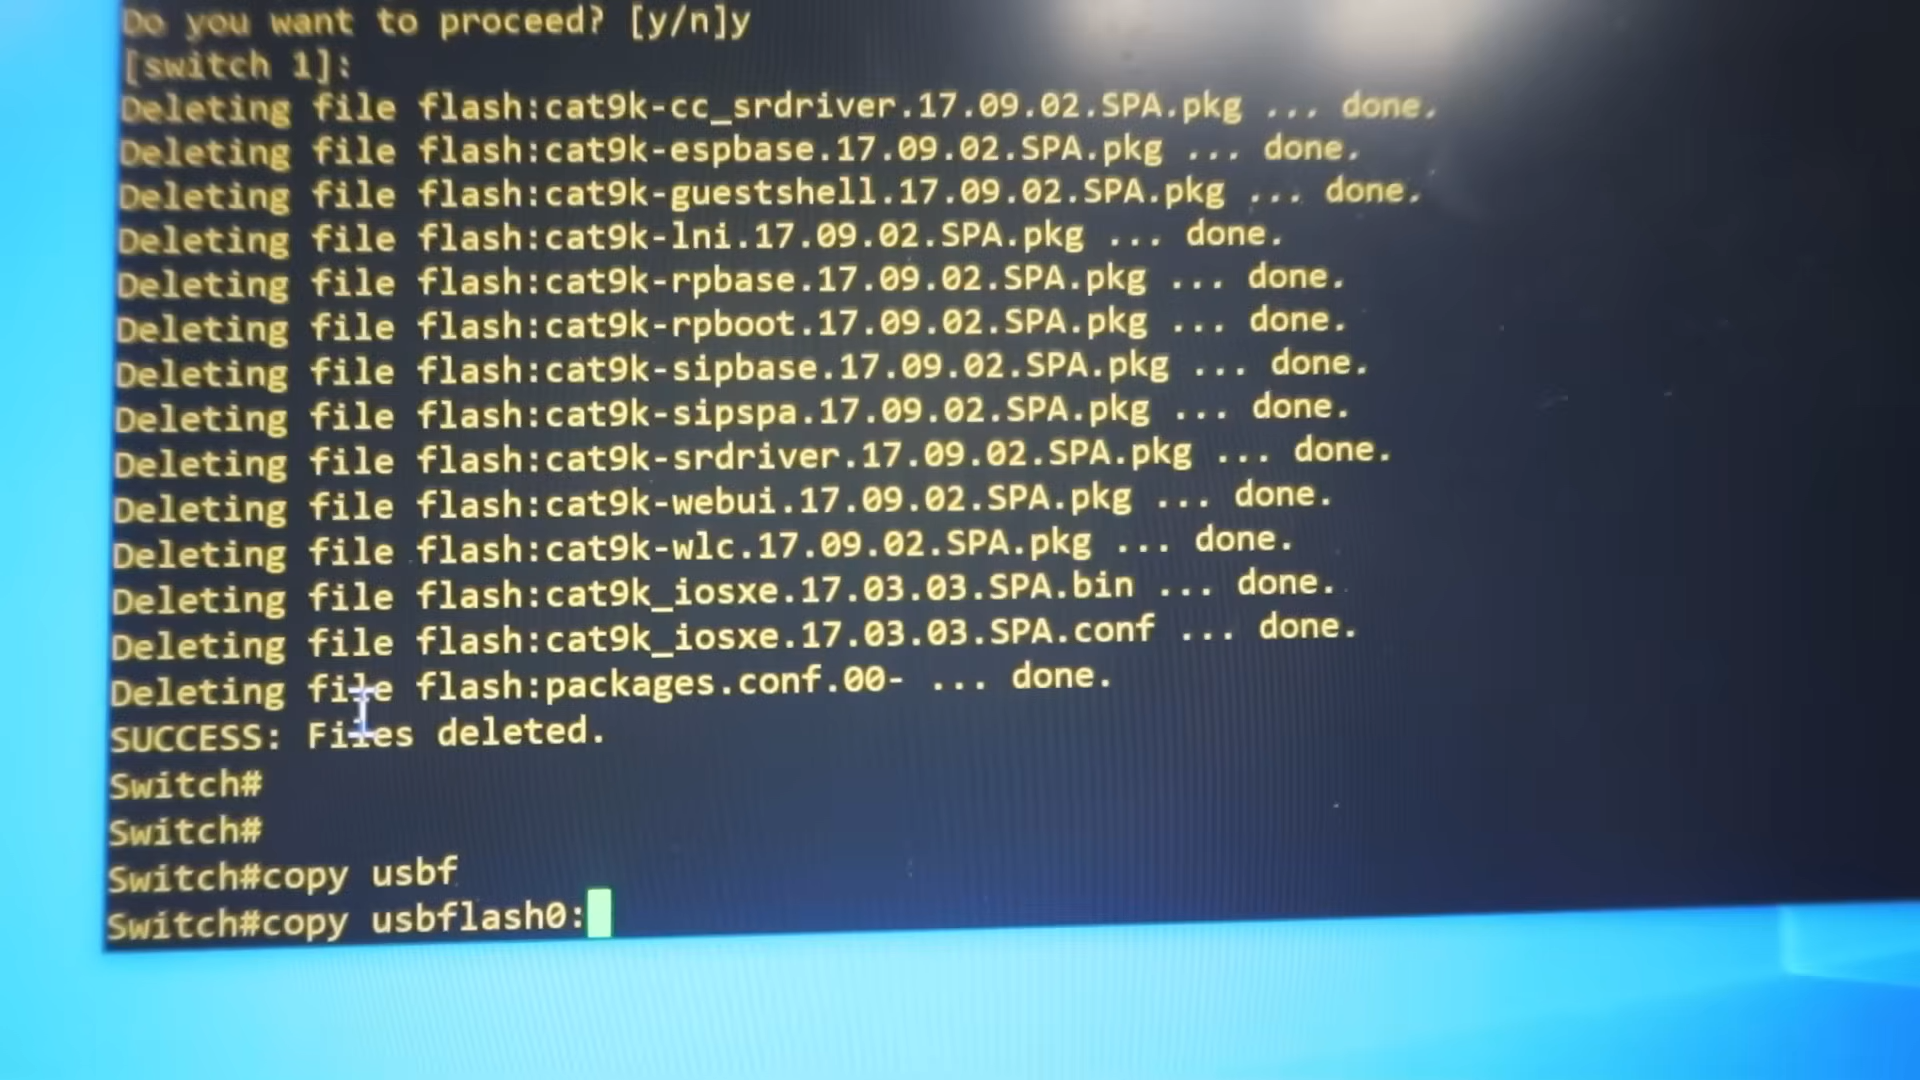 Do you want to proceed? [y/n]y
[switch 1]:
Deleting file flash:cat9k-cc_srdriver.17.09.02.SPA.pkg ... done.
Deleting file flash:cat9k-espbase.17.09.02.SPA.pkg ... done.
Deleting file flash:cat9k-guestshell.17.09.02.SPA.pkg ... done.
Deleting file flash:cat9k-lni.17.09.02.SPA.pkg ... done.
Deleting file flash:cat9k-rpbase.17.09.02.SPA.pkg ... done.
Deleting file flash:cat9k-rpboot.17.09.02.SPA.pkg ... done.
Deleting file flash:cat9k-sipbase.17.09.02.SPA.pkg ... done.
Deleting file flash:cat9k-sipspa.17.09.02.SPA.pkg ... done.
Deleting file flash:cat9k-srdriver.17.09.02.SPA.pkg ... done.
Deleting file flash:cat9k-webui.17.09.02.SPA.pkg ... done.
Deleting file flash:cat9k-wlc.17.09.02.SPA.pkg ... done.
Deleting file flash:cat9k_iosxe.17.03.03.SPA.bin ... done.
Deleting file flash:cat9k_iosxe.17.03.03.SPA.conf ... done.
Deleting file flash:packages.conf.00- ... done.
SUCCESS: Files deleted.
Switch#
Switch#
Switch#copy usbf
Switch#copy usbflash0: